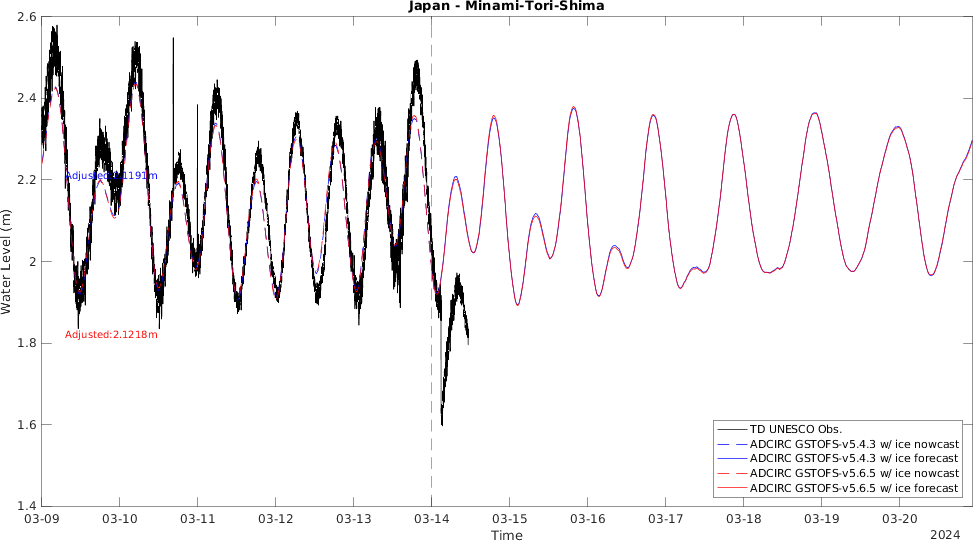 Japan - Minami-Tori-Shima
2.6
2.4
2.2
2
1.8
1.6
1.4
Water Level (m)
Adjusted:2.1191m
Adjusted:2.1218m
TD UNESCO Obs.
ADCIRC GSTOFS-v5.4.3 w/ ice nowcast
ADCIRC GSTOFS-v5.4.3 w/ ice forecast
ADCIRC GSTOFS-v5.6.5 w/ ice nowcast
ADCIRC GSTOFS-v5.6.5 w/ ice forecast
03-09 03-10 03-11 03-12 03-13 03-14 03-15 03-16 03-17 03-18 03-19 03-20
Time
2024